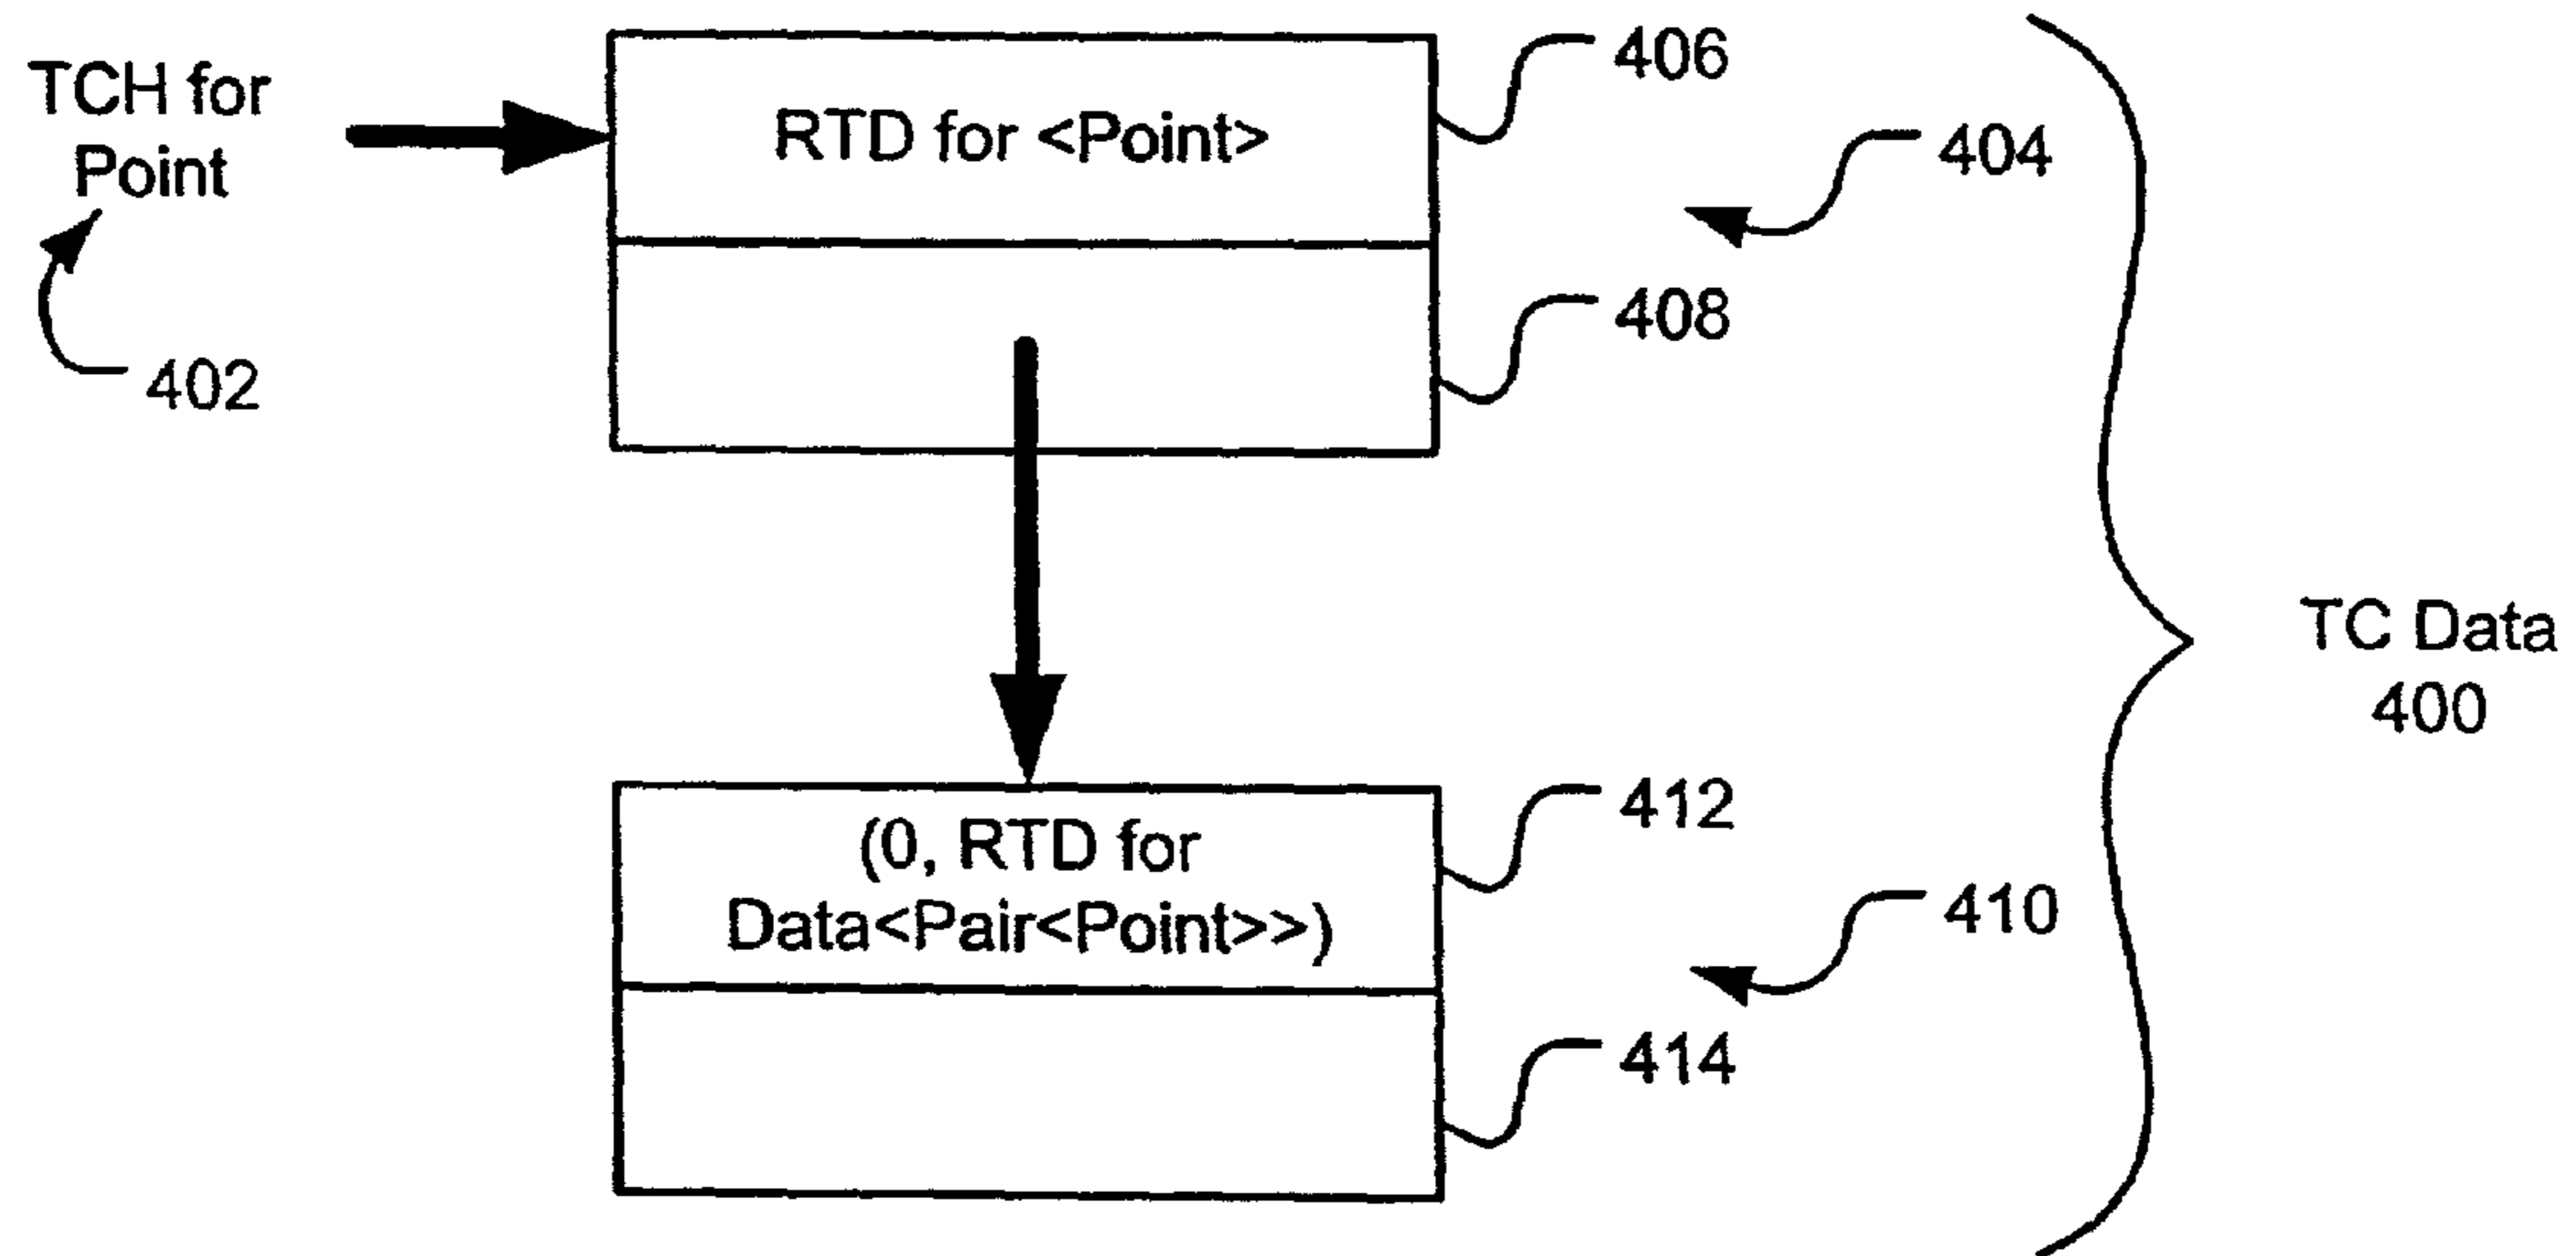 TCH for
Point
402
RTD for <Point>
406
404
408
(0, RTD for
Data<Pair<Point>>)
412
410
414
TC Data
400